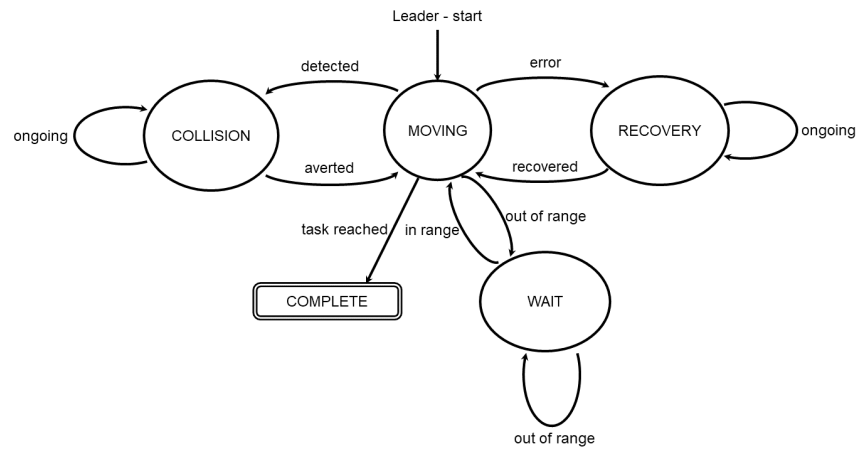 Leader - start
detected
error
ongoing
COLLISION
MOVING
RECOVERY
ongoing
averted
recovered
task reached
in range
out of range
COMPLETE
WAIT
out of range